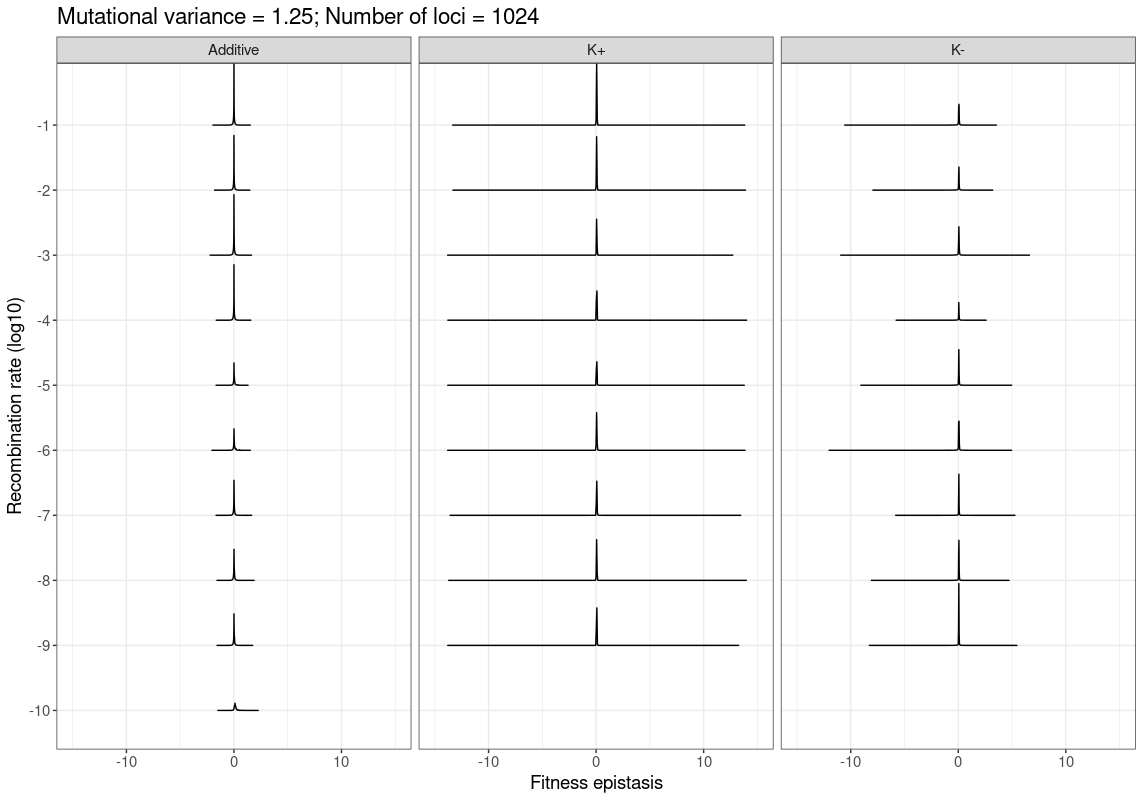 Mutational variance = 1.25; Number of loci = 1024
Additive
K+
K-
Recombination rate (log10)
-1
-2
-3
-4
-5
-6
-7
-8
-9
-10
-10 0 10
-10 0 10
-10 0 10
Fitness epistasis